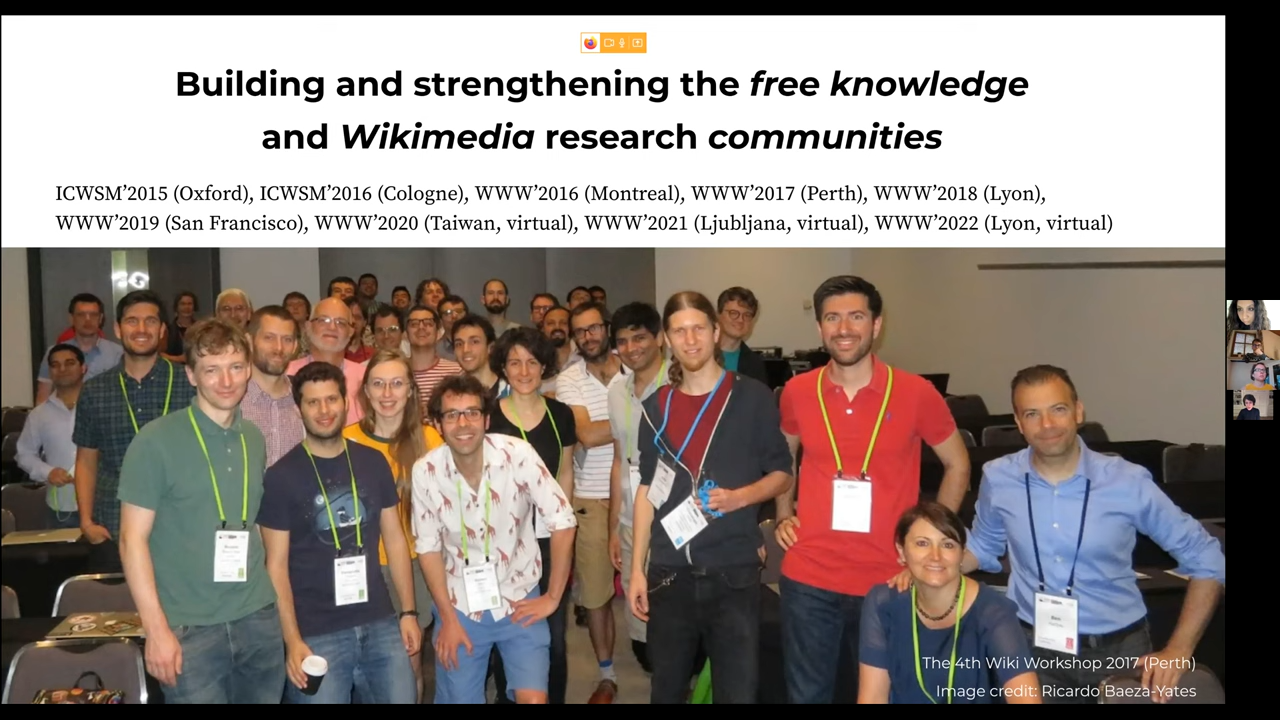 Building and strengthening the free knowledge
and Wikimedia research communities
ICWSM’2015 (Oxford), ICWSM’2016 (Cologne), WWW’2016 (Montreal), WWW’2017 (Perth), WWW’2018 (Lyon),
WWW’2019 (San Francisco), WWW’2020 (Taiwan, virtual), WWW’2021 (Ljubljana, virtual), WWW’2022 (Lyon, virtual)
The 4th Wiki Workshop 2017 (Perth)
Image credit: Ricardo Baeza-Yates